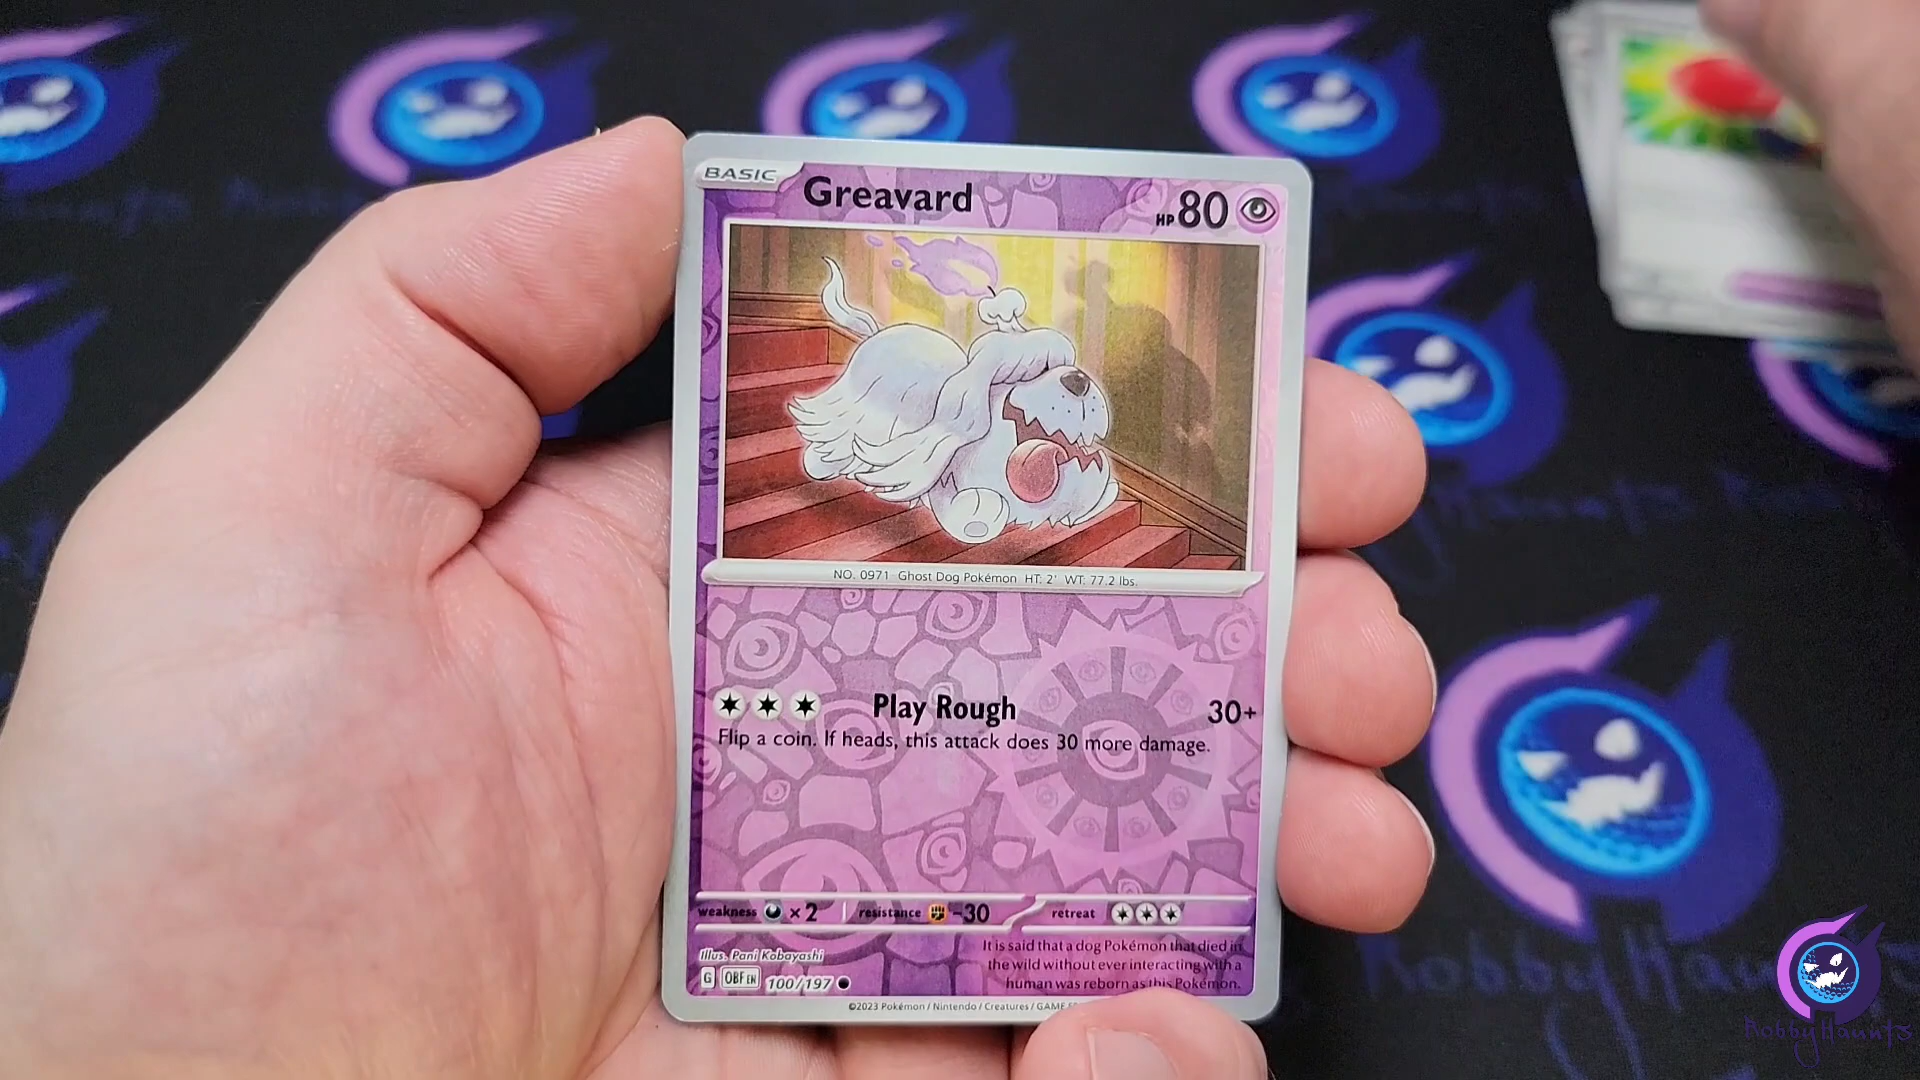 BASIC
Greavard
HP 80
NO. 0971 Ghost Dog Pokémon HT: 2' WT: 77.2 lbs.
Play Rough 30+
Flip a coin. If heads, this attack does 30 more damage.
weakness ×2 resistance -30 retreat
Illus. Pani Kobayashi
It is said that a dog Pokémon that died in
the wild without ever interacting with a
human was reborn as this Pokémon.
G OBF EN 100/197
©2023 Pokémon / Nintendo / Creatures / GAME
RobbyHaunts